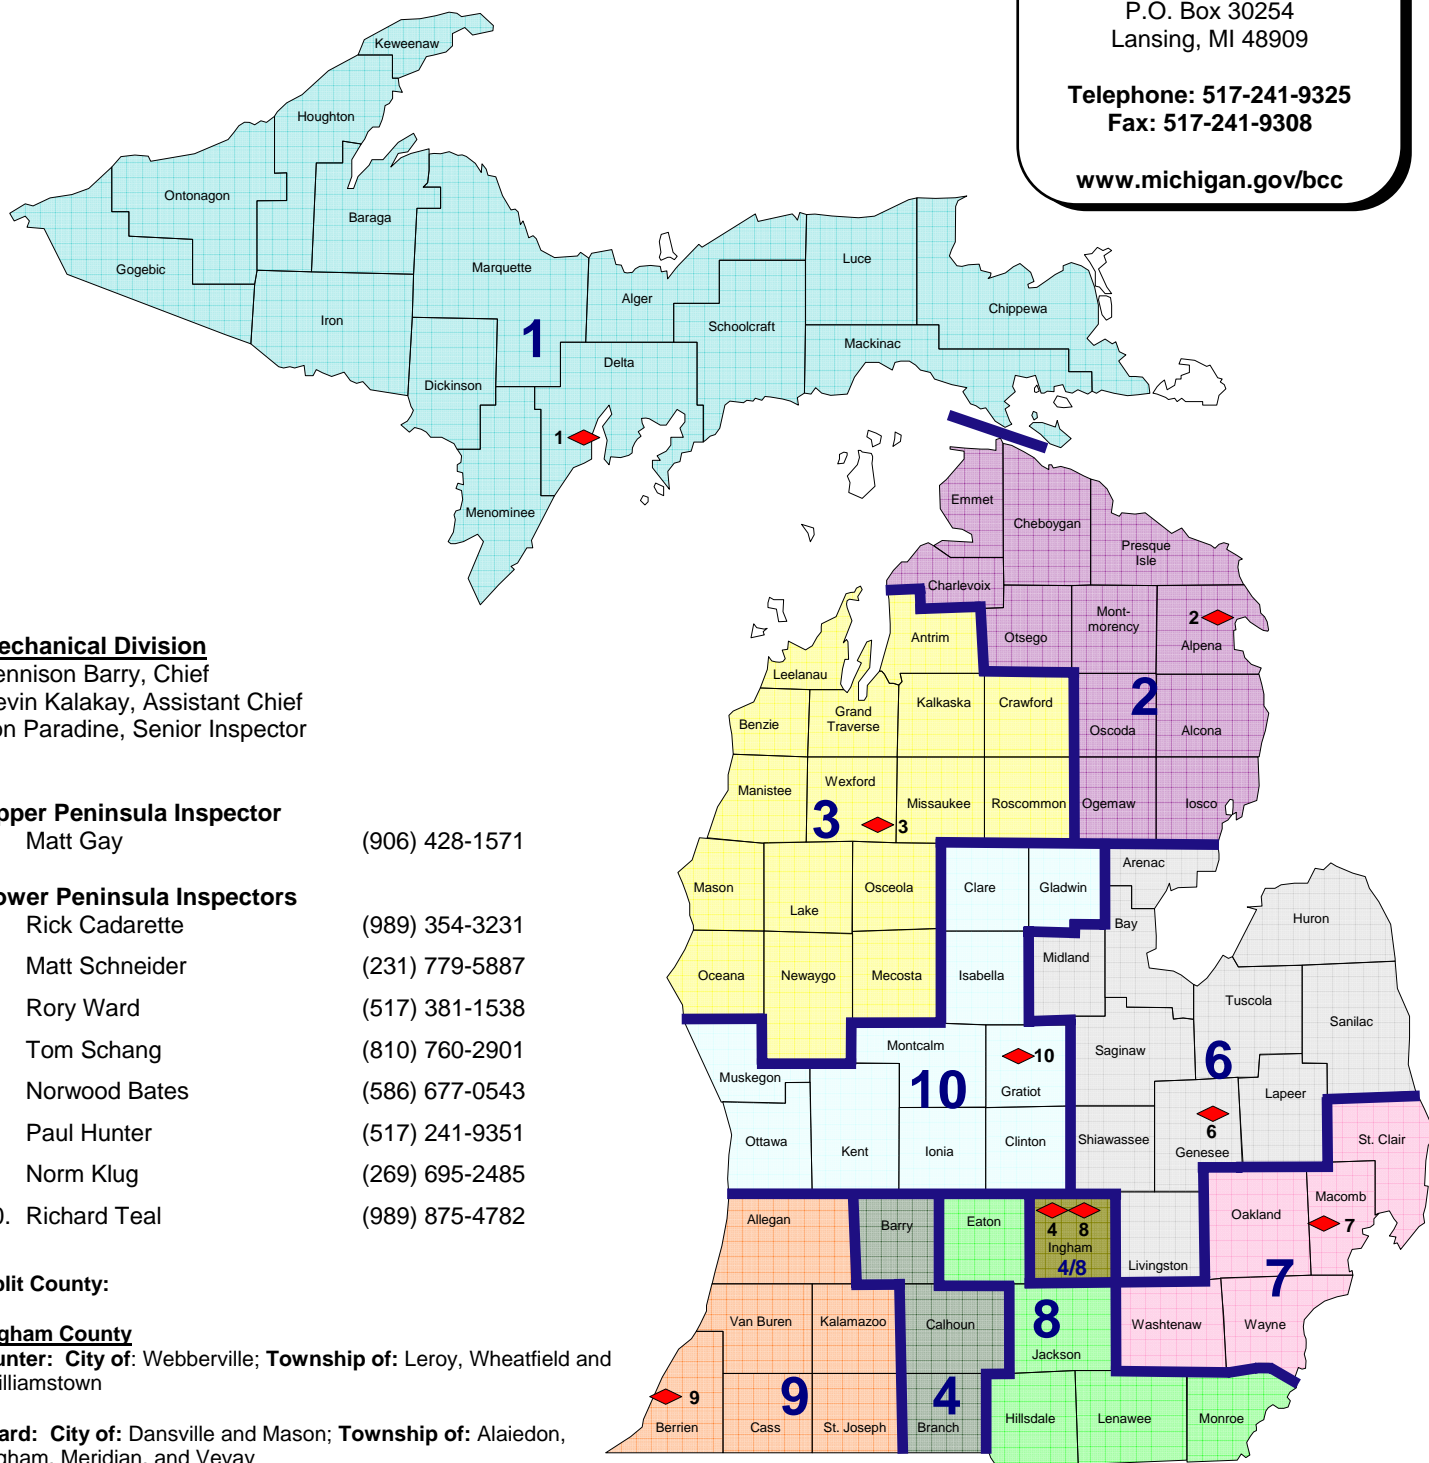 P.O. Box 30254
Lansing, MI 48909
Telephone: 517-241-9325
Fax: 517-241-9308
www.michigan.gov/bcc
Keweenaw
Houghton
Ontonagon
Baraga
Gogebic
Marquette
Luce
Alger
Chippewa
Iron
Schoolcraft
1
Mackinac
Delta
Dickinson
1
Menominee
Emmet
Cheboygan
Presque
Isle
Charlevoix
Mont-
morency
Otsego
Antrim
2
Alpena
Leelanau
Kalkaska
Crawford
2
Grand
Traverse
Benzie
Oscoda
Alcona
Manistee
Wexford
Missaukee
Roscommon
Ogemaw
Iosco
3
3
Arenac
Mason
Lake
Osceola
Clare
Gladwin
Bay
Huron
Midland
Oceana
Newaygo
Mecosta
Isabella
Tuscola
Sanilac
Montcalm
10
Saginaw
6
Muskegon
10
Gratiot
Lapeer
6
Ottawa
Kent
Ionia
Clinton
Shiawassee
Genesee
St. Clair
Allegan
Barry
Eaton
4 8
Ingham
4/8
Livingston
Oakland
Macomb
7
7
Van Buren
Kalamazoo
Calhoun
8
Jackson
Washtenaw
Wayne
9
Berrien
9
Cass
St. Joseph
4
Branch
Hillsdale
Lenawee
Monroe
echanical Division
ennison Barry, Chief
evin Kalakay, Assistant Chief
on Paradine, Senior Inspector
pper Peninsula Inspector
Matt Gay (906) 428-1571
ower Peninsula Inspectors
Rick Cadarette (989) 354-3231
Matt Schneider (231) 779-5887
Rory Ward (517) 381-1538
Tom Schang (810) 760-2901
Norwood Bates (586) 677-0543
Paul Hunter (517) 241-9351
Norm Klug (269) 695-2485
0. Richard Teal (989) 875-4782
plit County:
gham County
unter: City of: Webberville; Township of: Leroy, Wheatfield and
illiamstown
ard: City of: Dansville and Mason; Township of: Alaiedon,
gham, Meridian, and Vevay